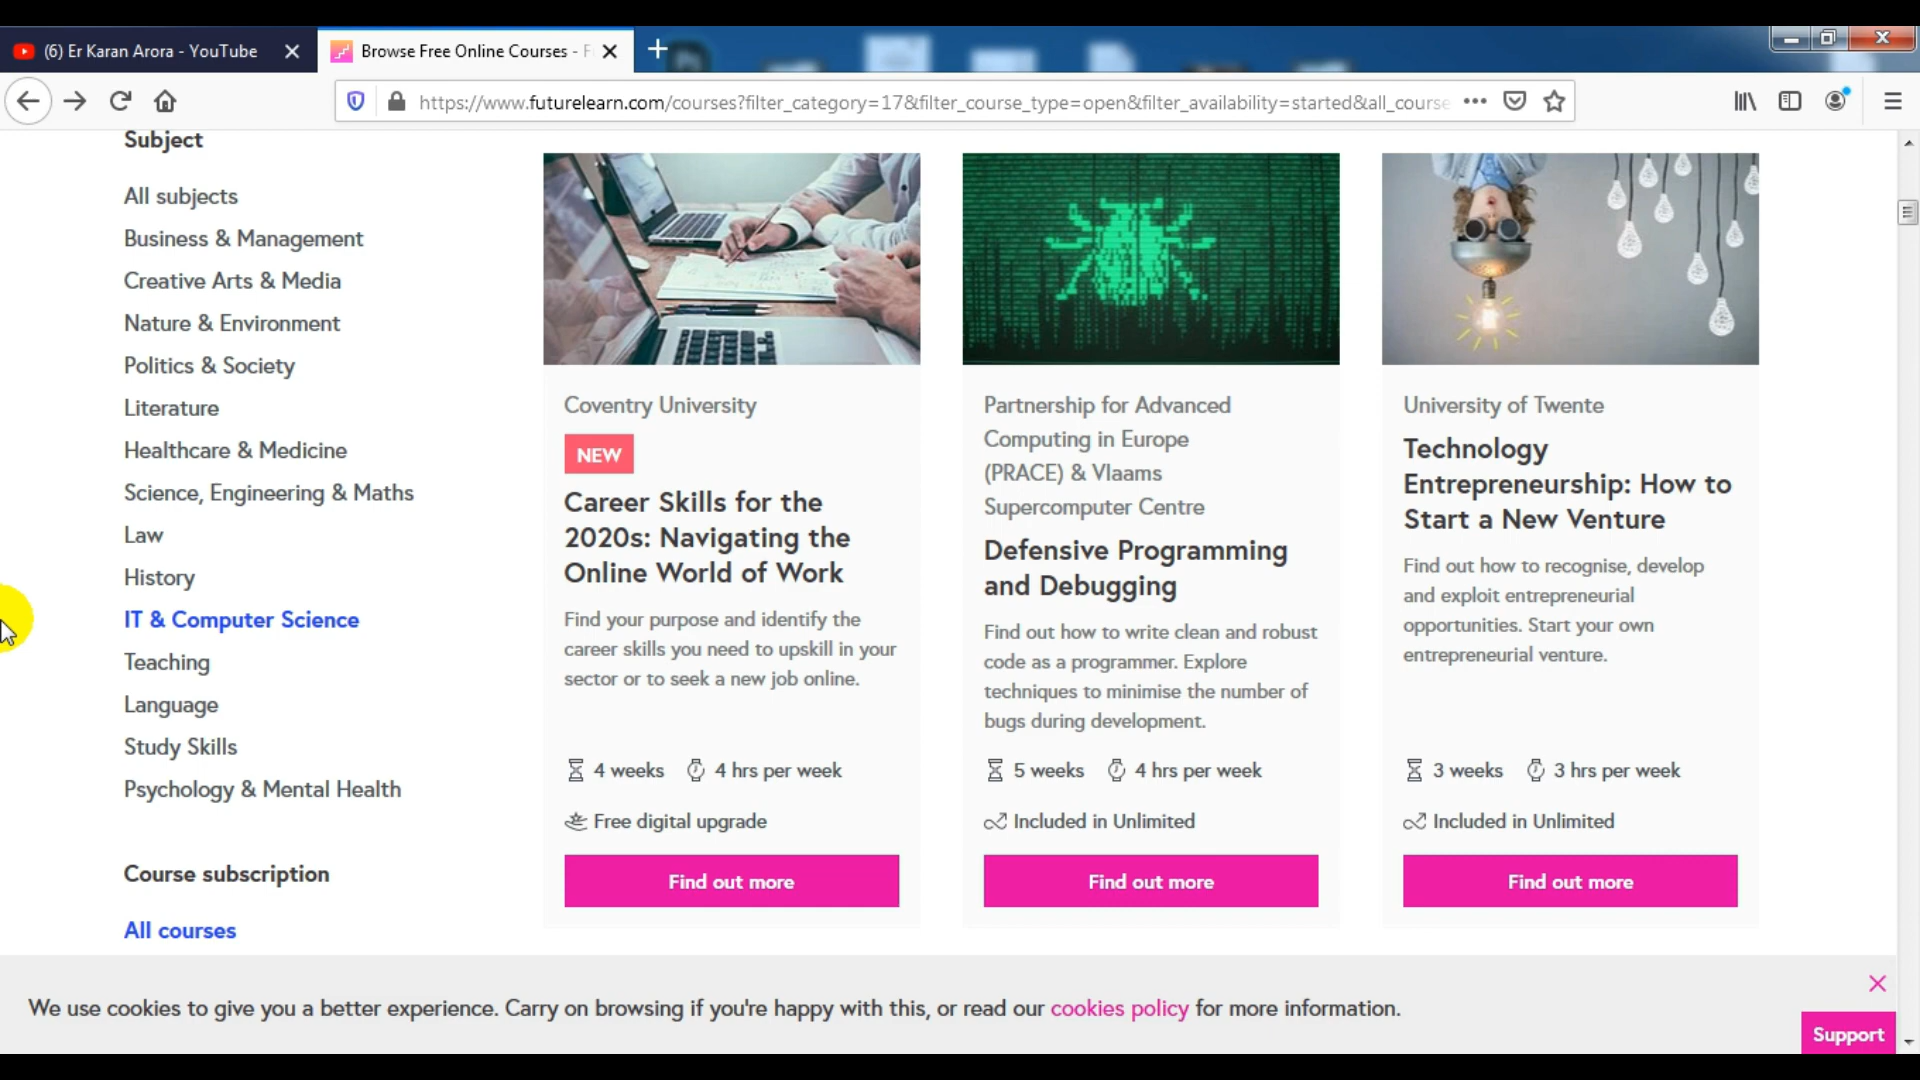 (6) Er Karan Arora - YouTube
Browse Free Online Courses - F
https://www.futurelearn.com/courses?filter_category=17&filter_course_type=open&filter_availability=started&all_course
Subject
All subjects
Business & Management
Creative Arts & Media
Nature & Environment
Politics & Society
Literature
Healthcare & Medicine
Science, Engineering & Maths
Law
History
IT & Computer Science
Teaching
Language
Study Skills
Psychology & Mental Health
Course subscription
All courses
Coventry University
NEW
Career Skills for the
2020s: Navigating the
Online World of Work
Find your purpose and identify the
career skills you need to upskill in your
sector or to seek a new job online.
4 weeks 4 hrs per week
Free digital upgrade
Find out more
Partnership for Advanced
Computing in Europe
(PRACE) & Vlaams
Supercomputer Centre
Defensive Programming
and Debugging
Find out how to write clean and robust
code as a programmer. Explore
techniques to minimise the number of
bugs during development.
5 weeks 4 hrs per week
Included in Unlimited
Find out more
University of Twente
Technology
Entrepreneurship: How to
Start a New Venture
Find out how to recognise, develop
and exploit entrepreneurial
opportunities. Start your own
entrepreneurial venture.
3 weeks 3 hrs per week
Included in Unlimited
Find out more
We use cookies to give you a better experience. Carry on browsing if you're happy with this, or read our cookies policy for more information.
Support